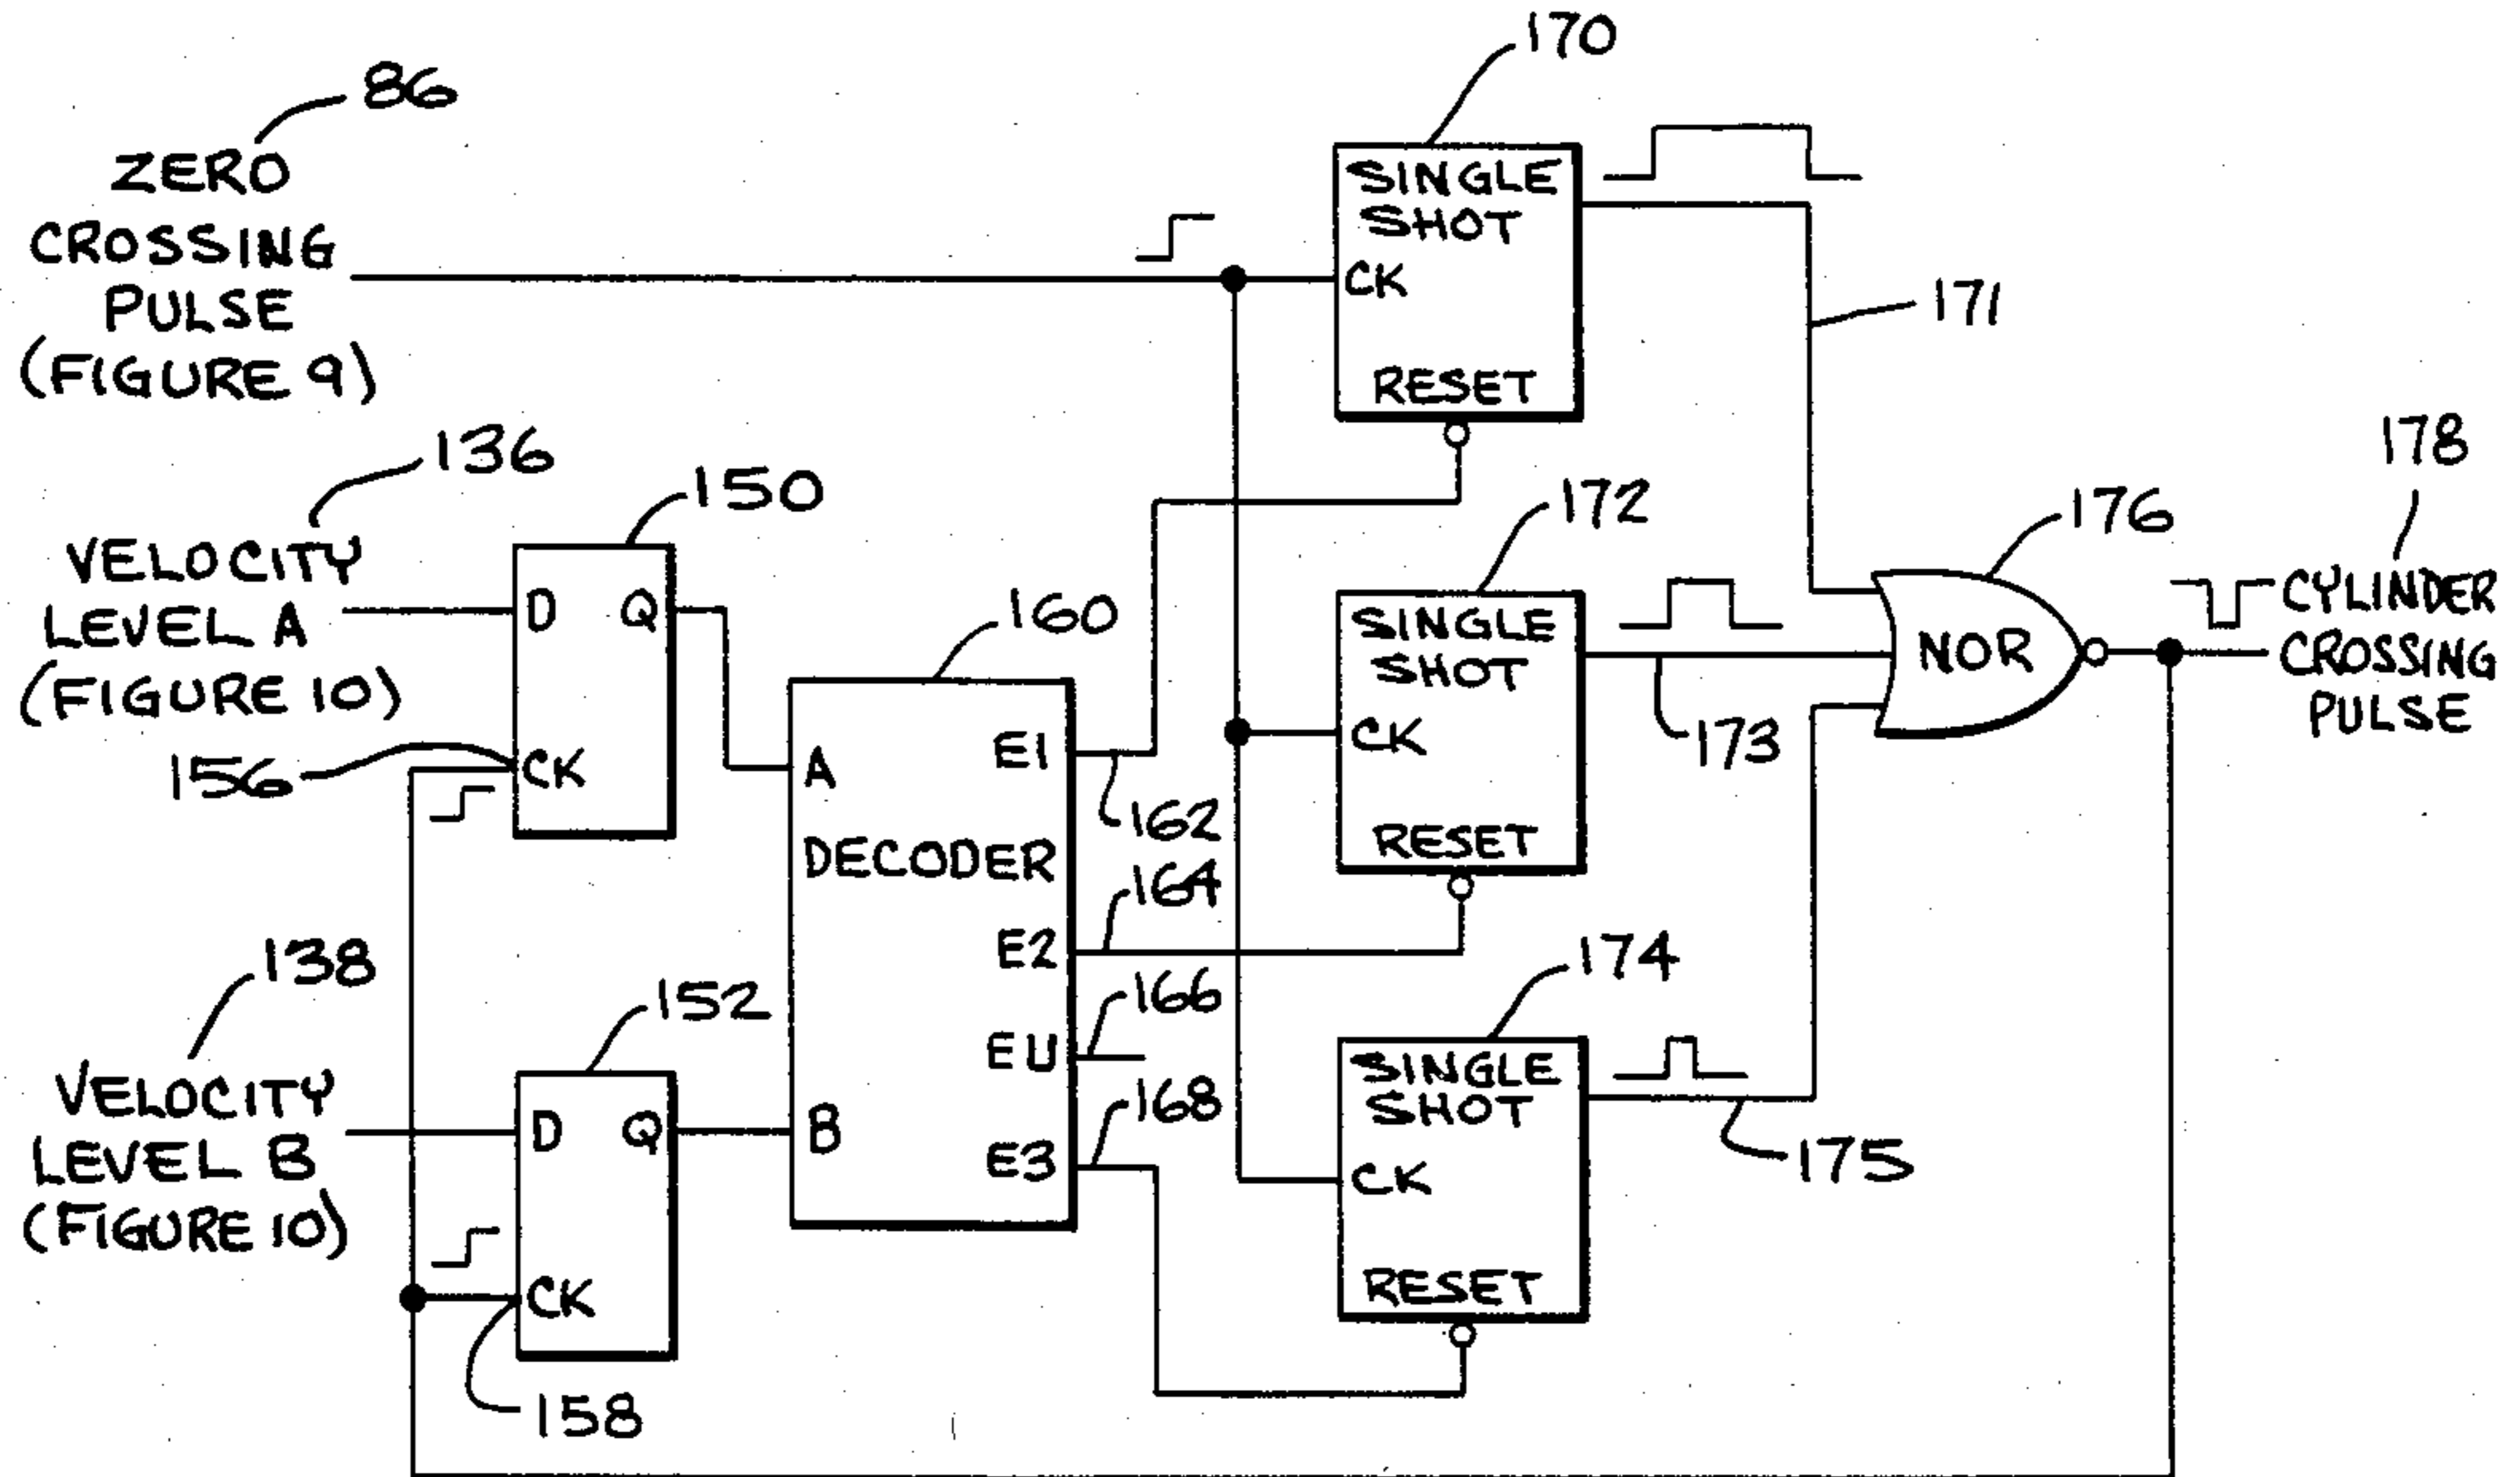 86
ZERO
CROSSING
PULSE
(FIGURE 9)
136
VELOCITY
LEVEL A
(FIGURE 10)
156
138
VELOCITY
LEVEL B
(FIGURE 10)
158
150
D Q
CK
152
D Q
CK
160
A
DECODER
B
E1
E2
EU
E3
162
164
166
168
170
SINGLE
SHOT
CK
RESET
171
172
SINGLE
SHOT
CK
RESET
173
174
SINGLE
SHOT
CK
RESET
175
176
NOR
178
CYLINDER
CROSSING
PULSE